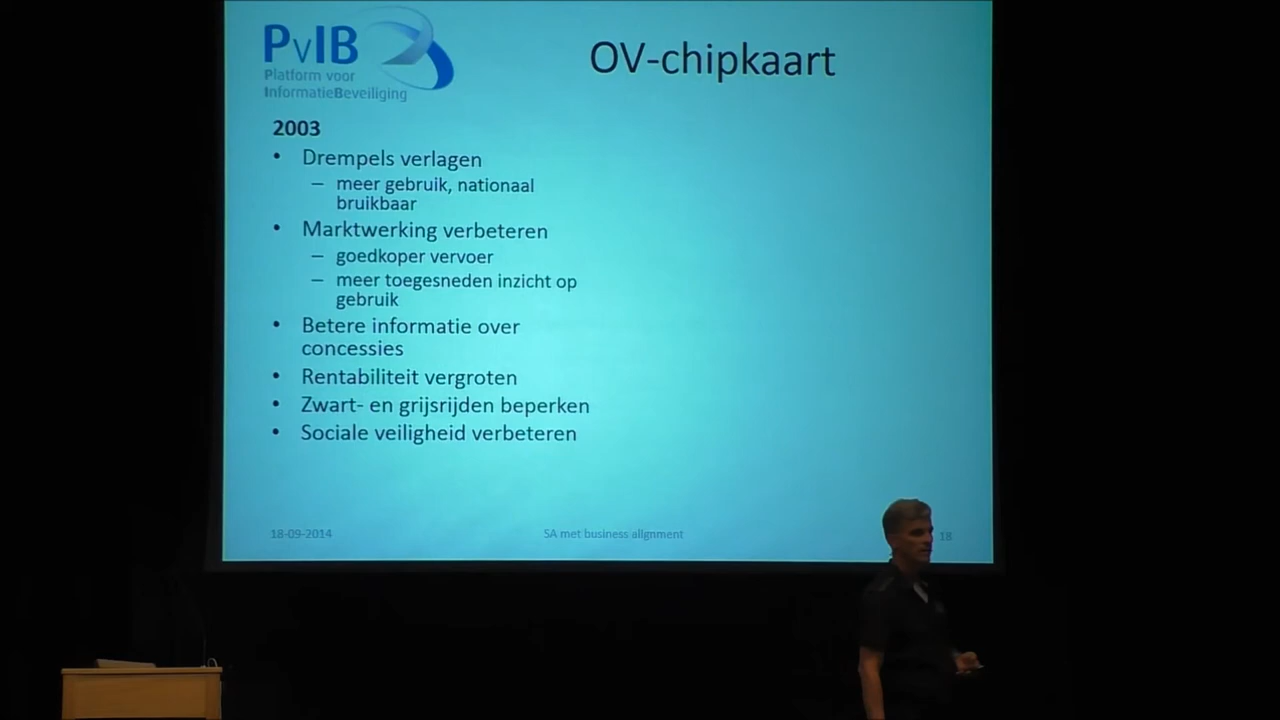 PvIB
Platform voor
InformatieBeveiliging
OV-chipkaart
2003
• Drempels verlagen
– meer gebruik, nationaal
bruikbaar
• Marktwerking verbeteren
– goedkoper vervoer
– meer toegesneden inzicht op
gebruik
• Betere informatie over
concessies
• Rentabiliteit vergroten
• Zwart- en grijsrijden beperken
• Sociale veiligheid verbeteren
18-09-2014
SA met business alignment
18